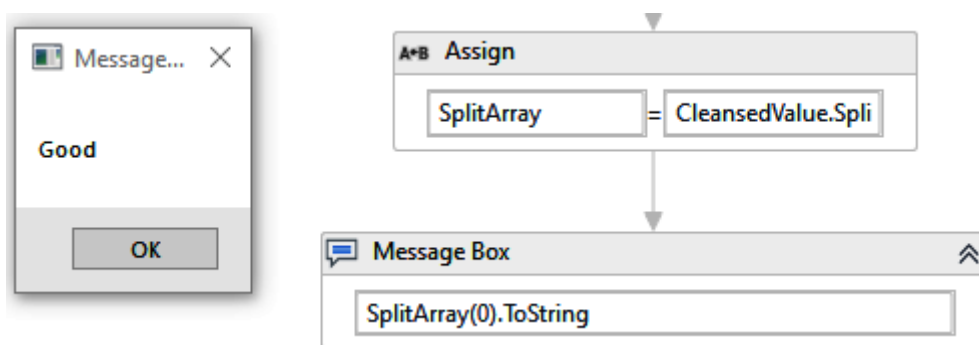 Message...
Good
OK
A+B Assign
SplitArray = CleansedValue.Spli
Message Box
SplitArray(0).ToString